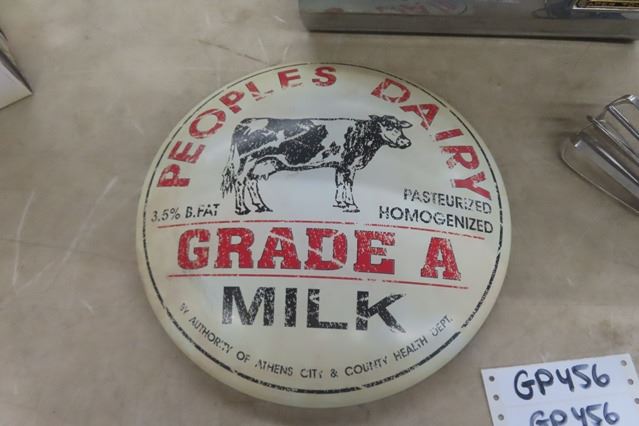 PEOPLES DAIRY
3.5% B.FAT
PASTEURIZED
HOMOGENIZED
GRADE A
MILK
BY AUTHORITY OF ATHENS CITY & COUNTY HEALTH DEPT.
GP456
GP456